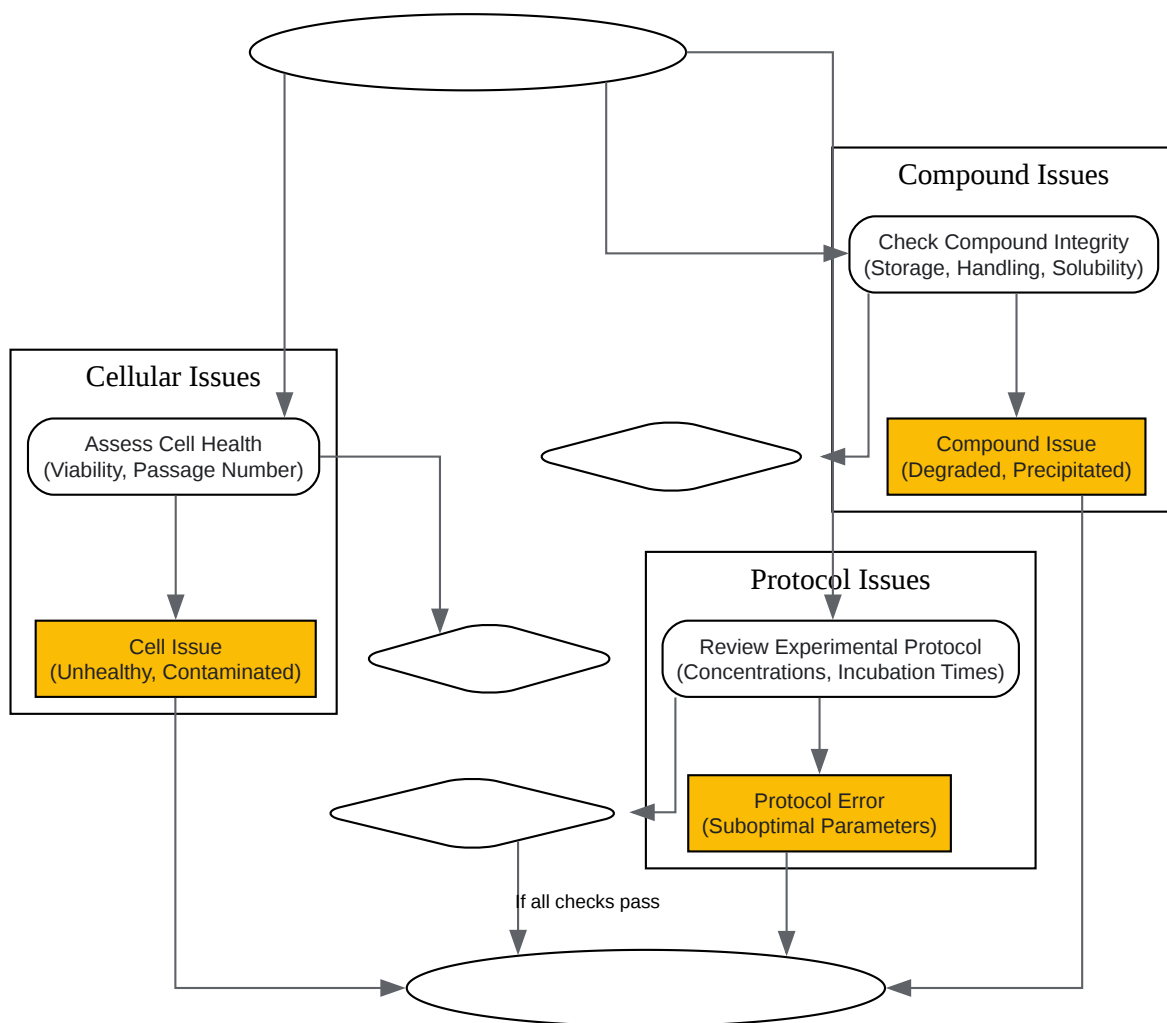 Compound Issues
Check Compound Integrity
(Storage, Handling, Solubility)
Cellular Issues
Assess Cell Health
(Viability, Passage Number)
Compound Issue
(Degraded, Precipitated)
Protocol Issues
Cell Issue
(Unhealthy, Contaminated)
Review Experimental Protocol
(Concentrations, Incubation Times)
Protocol Error
(Suboptimal Parameters)
If all checks pass